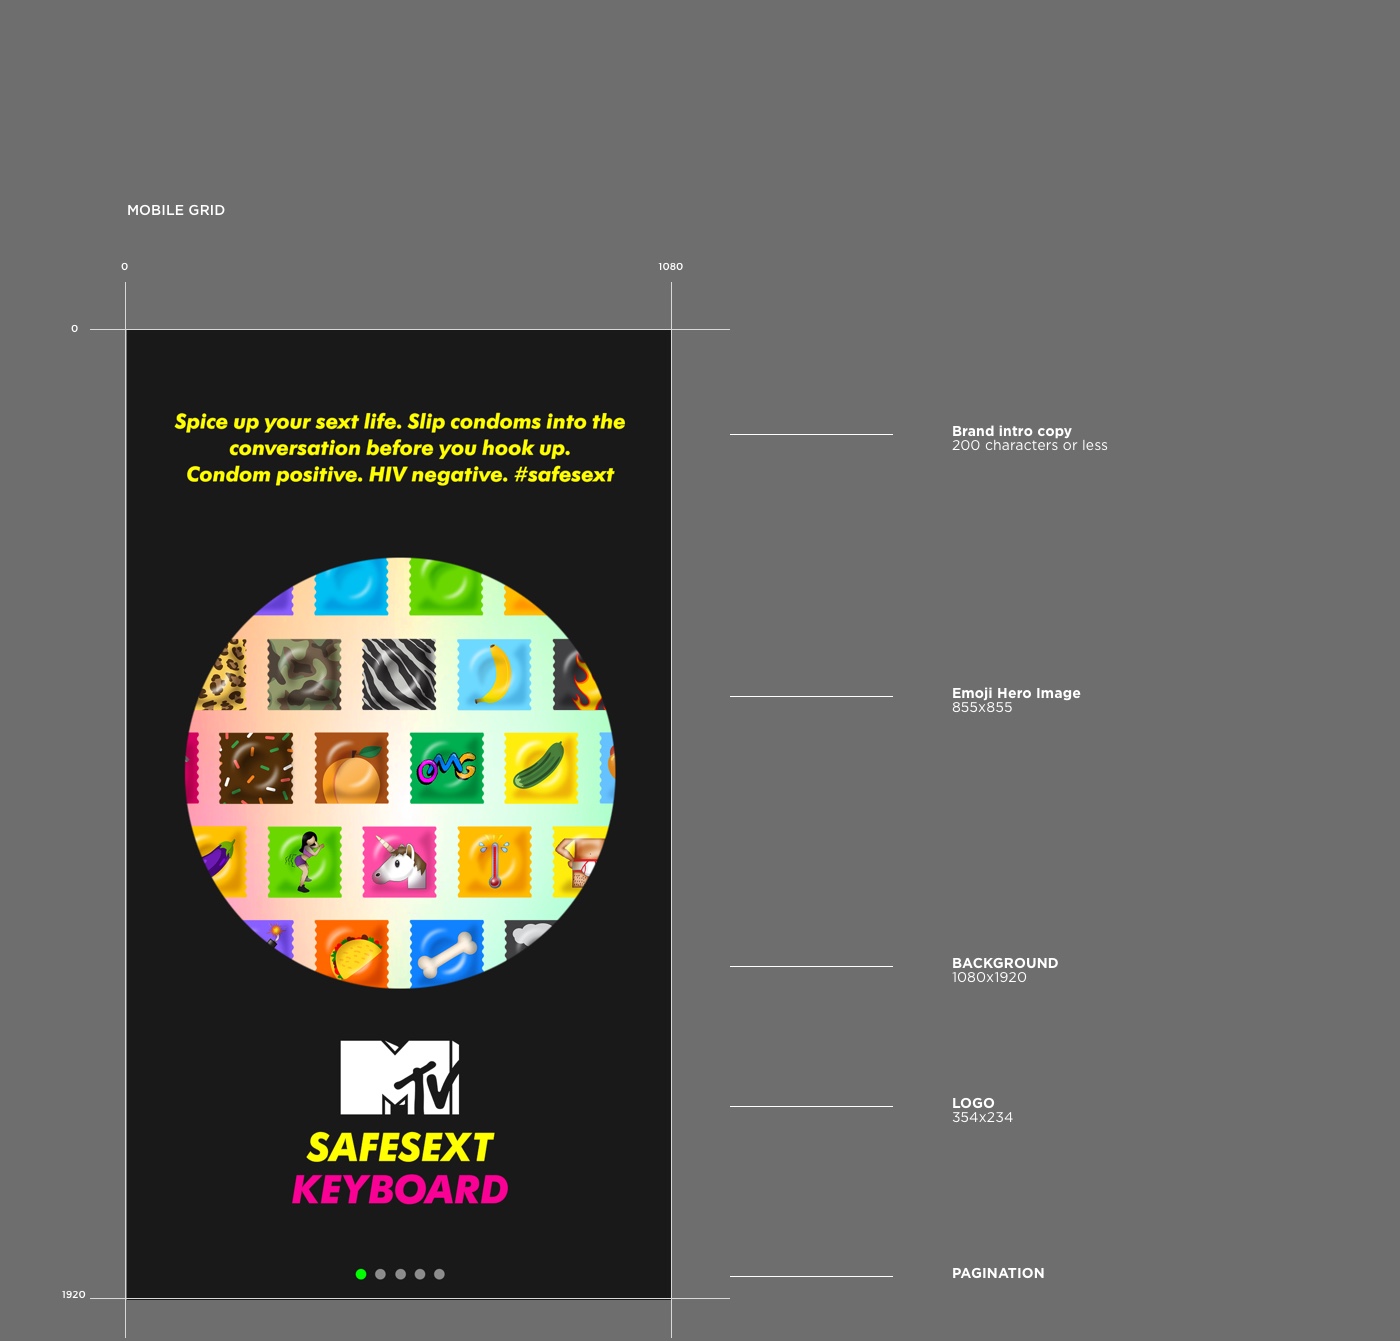 MOBILE GRID
0
1080
0
Spice up your sext life. Slip condoms into the
conversation before you hook up.
Condom positive. HIV negative. #safesext
Brand intro copy
200 characters or less
Emoji Hero Image
855x855
OMG
BACKGROUND
1080x1920
MTV
LOGO
354x234
SAFESEXT
KEYBOARD
PAGINATION
1920